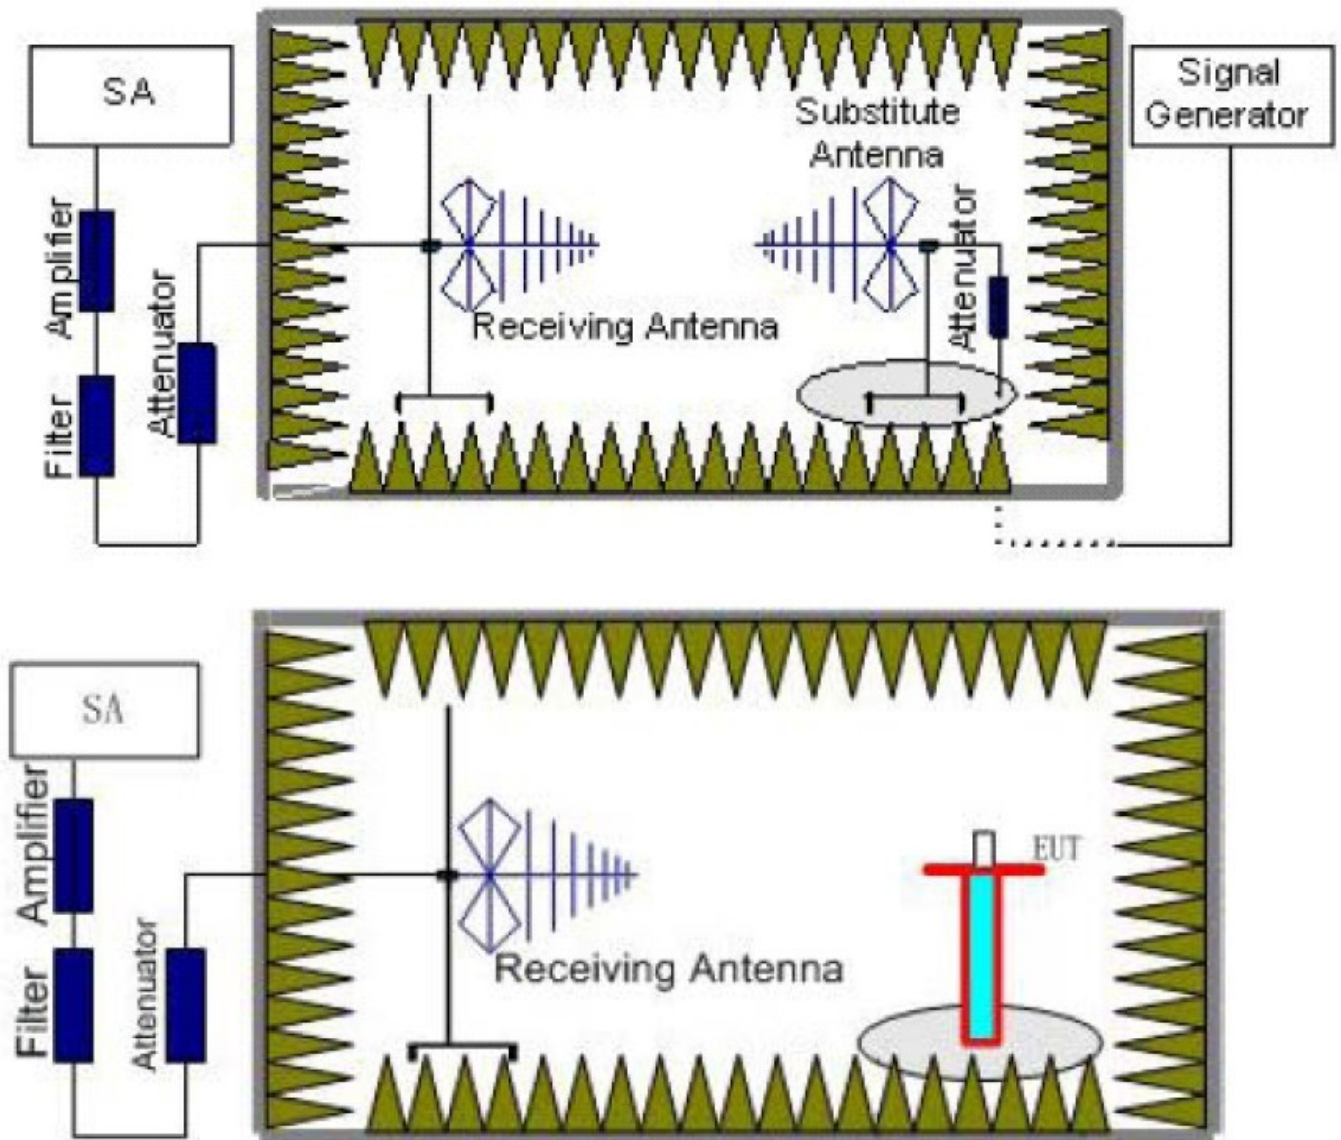 SA
Signal
Generator
Substitute
Antenna
Amplifier
Attenuator
Attenuator
Receiving Antenna
Filter
SA
Amplifier
EUT
Receiving Antenna
Attenuator
Filter